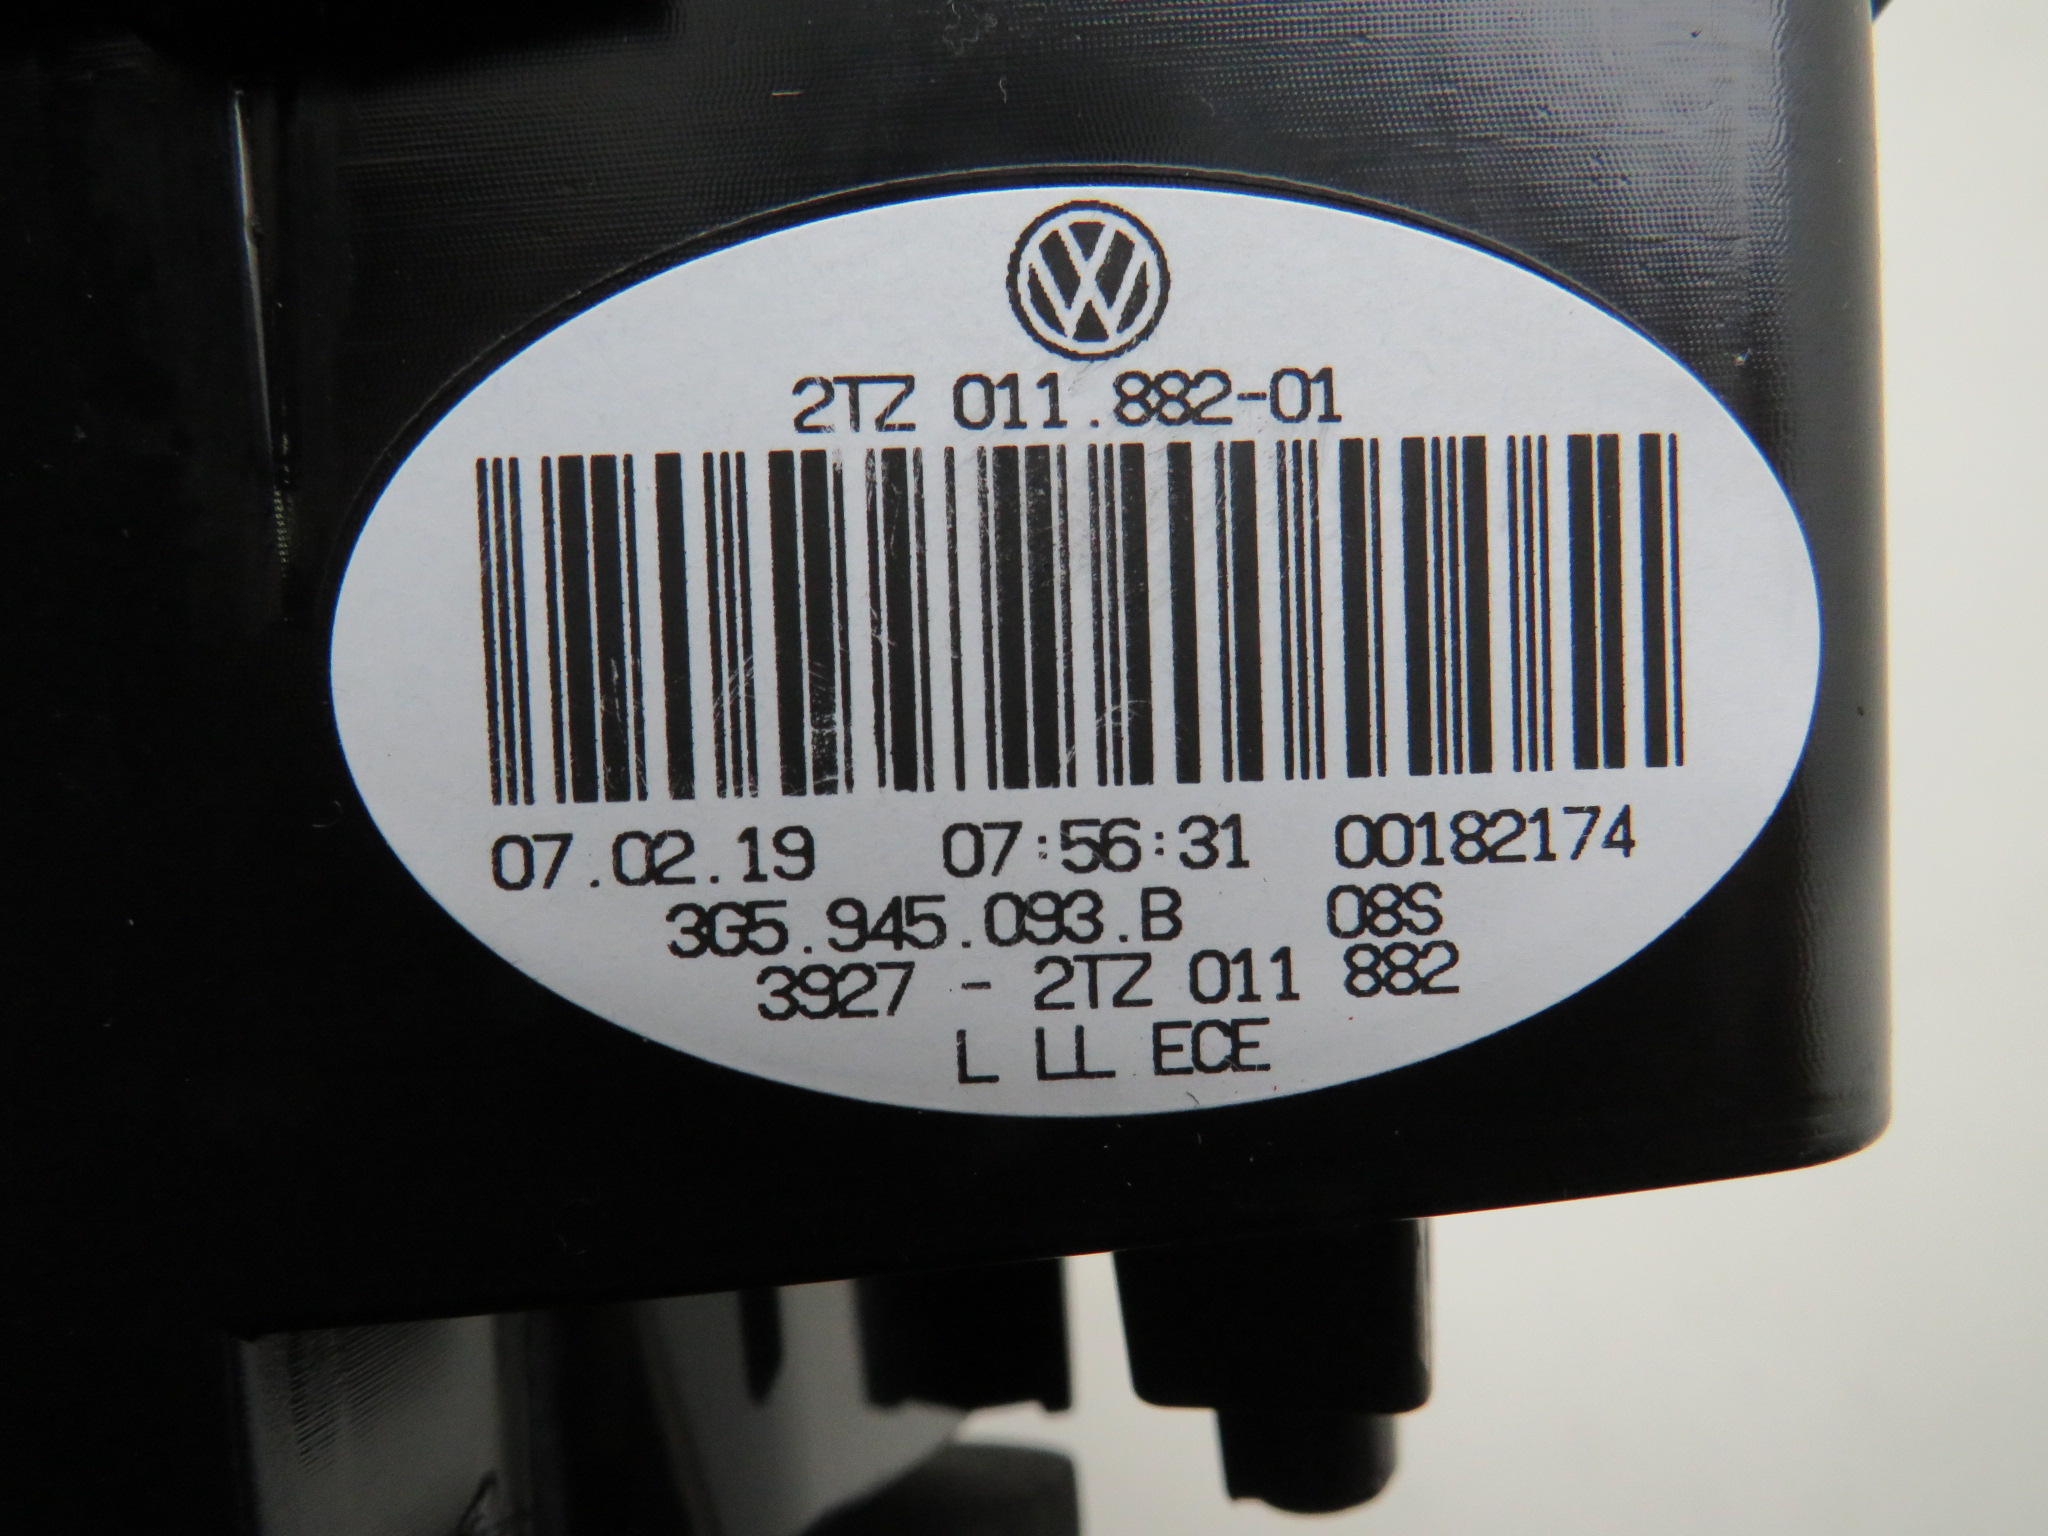 2TZ 011.882-01
07.02.19 07:56:31 00182174
3G5.945.093.B 08S
3927 - 2TZ 011 882
L LL ECE